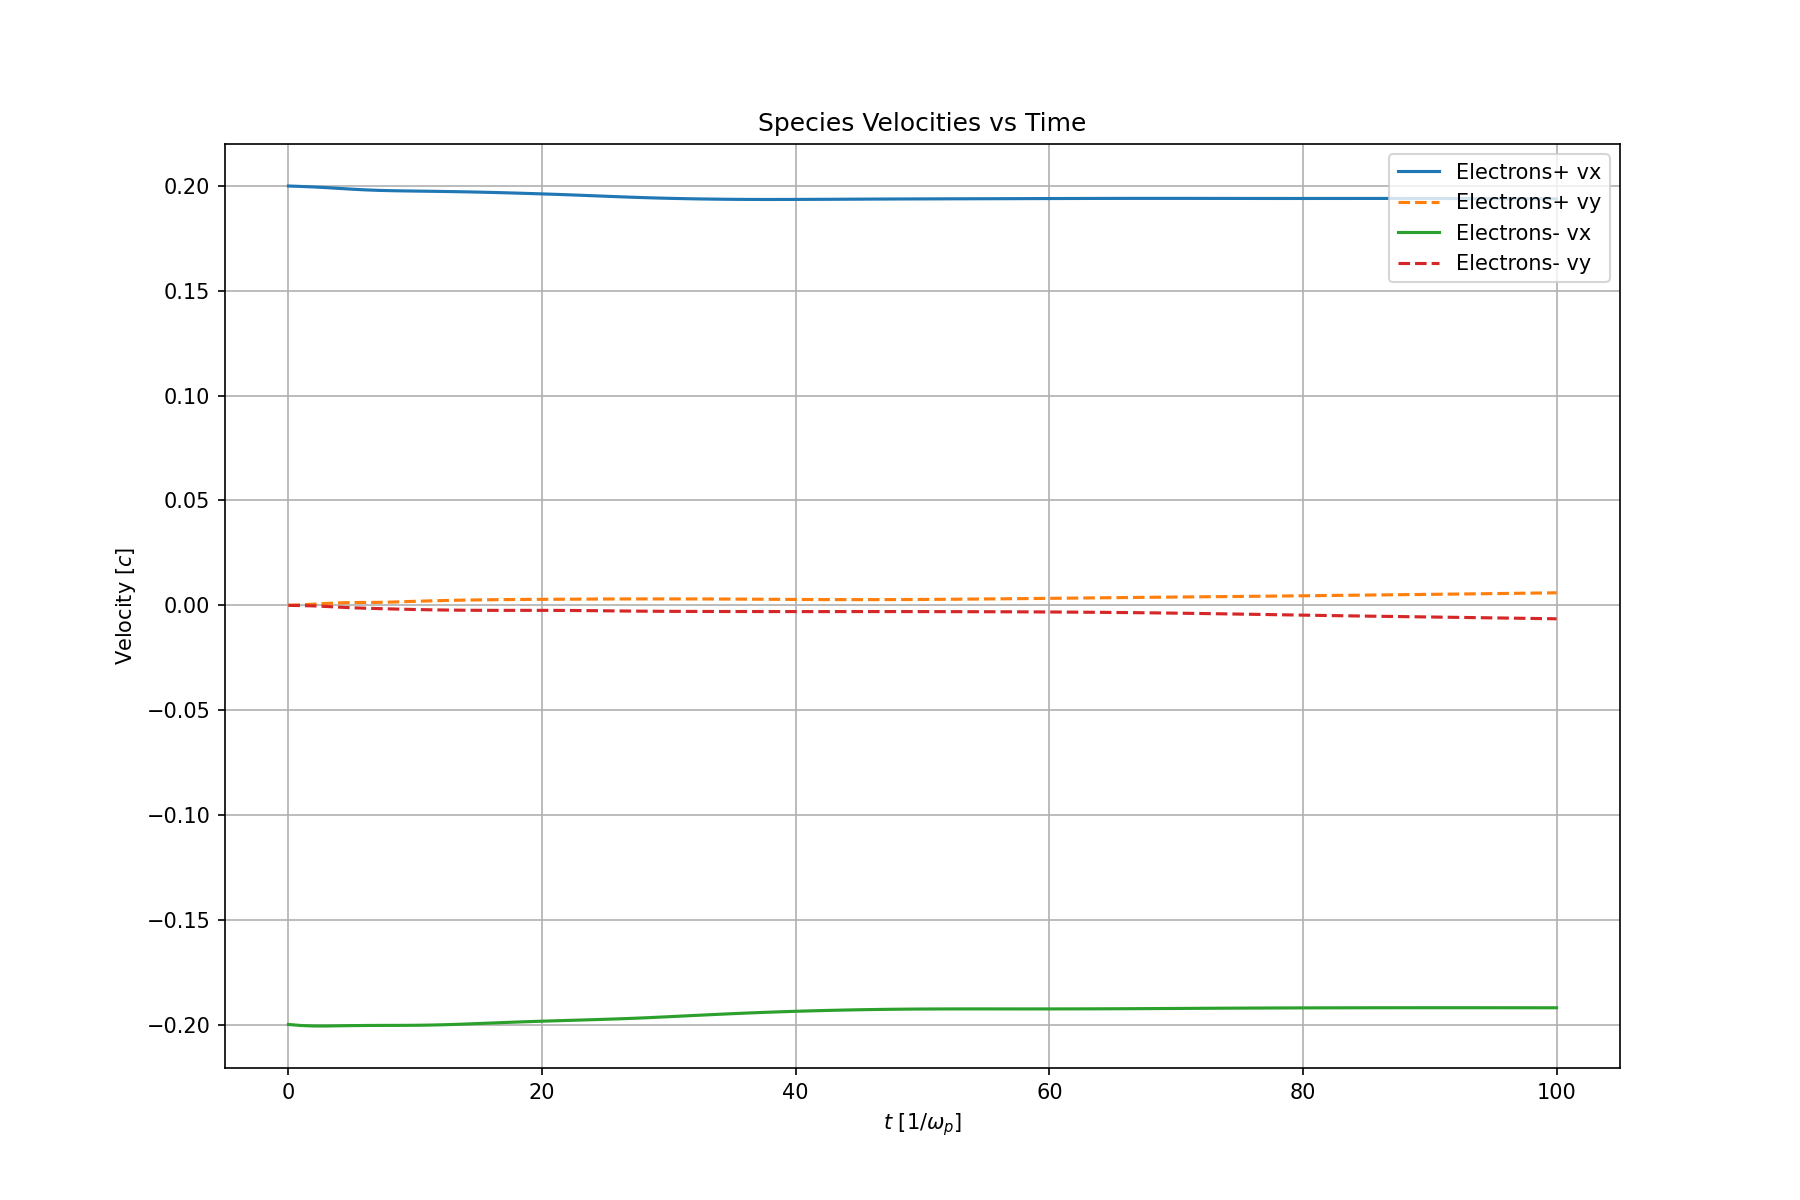 Species Velocities vs Time
Electrons+ vx
Electrons+ vy
Electrons- vx
Electrons- vy
0.20
0.15
0.10
0.05
0.00
−0.05
−0.10
−0.15
−0.20
Velocity [c]
0 20 40 60 80 100
t [1/ωₚ]